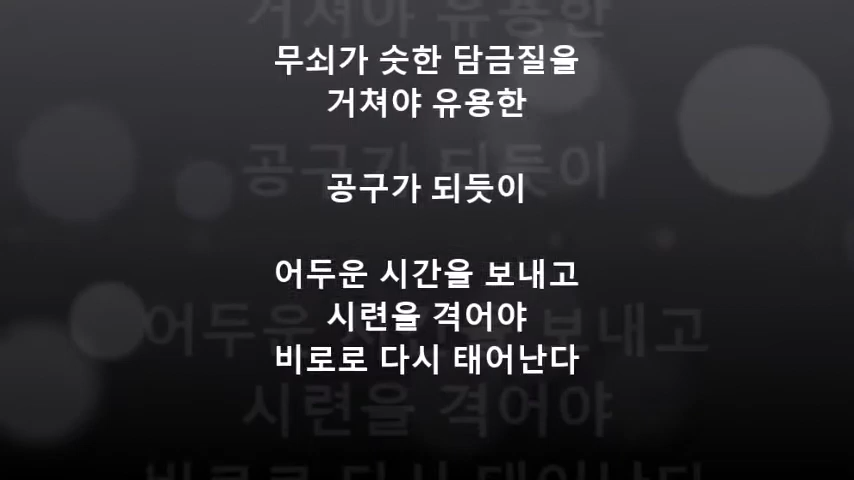 무쇠가 숫한 담금질을
거쳐야 유용한
공구가 되듯이
어두운 시간을 보내고
시련을 격어야
비로로 다시 태어난다